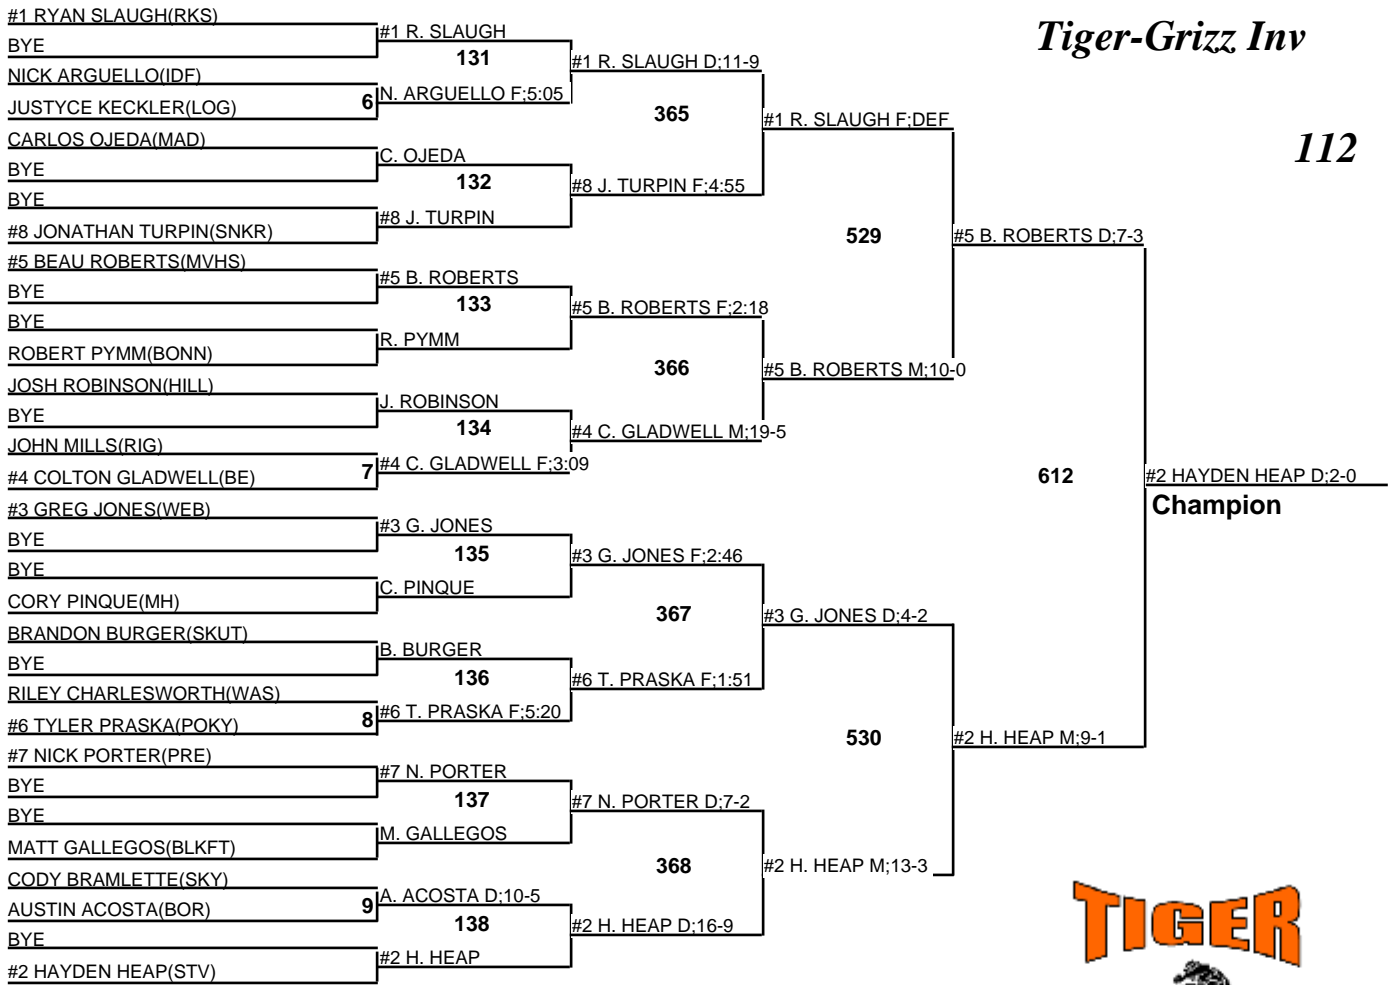 Tiger-Grizz Inv
112
#1 RYAN SLAUGH(RKS)
BYE
NICK ARGUELLO(IDF)
JUSTYCE KECKLER(LOG)
CARLOS OJEDA(MAD)
BYE
BYE
#8 JONATHAN TURPIN(SNKR)
#5 BEAU ROBERTS(MVHS)
BYE
BYE
ROBERT PYMM(BONN)
JOSH ROBINSON(HILL)
BYE
JOHN MILLS(RIG)
#4 COLTON GLADWELL(BE)
#3 GREG JONES(WEB)
BYE
BYE
CORY PINQUE(MH)
BRANDON BURGER(SKUT)
BYE
RILEY CHARLESWORTH(WAS)
#6 TYLER PRASKA(POKY)
#7 NICK PORTER(PRE)
BYE
BYE
MATT GALLEGOS(BLKFT)
CODY BRAMLETTE(SKY)
AUSTIN ACOSTA(BOR)
BYE
#2 HAYDEN HEAP(STV)
6
7
8
9
#1 R. SLAUGH
131
N. ARGUELLO F;5:05
C. OJEDA
132
#8 J. TURPIN
#5 B. ROBERTS
133
R. PYMM
J. ROBINSON
134
#4 C. GLADWELL F;3:09
#3 G. JONES
135
C. PINQUE
B. BURGER
136
#6 T. PRASKA F;5:20
#7 N. PORTER
137
M. GALLEGOS
A. ACOSTA D;10-5
138
#2 H. HEAP
#1 R. SLAUGH D;11-9
365
#8 J. TURPIN F;4:55
#5 B. ROBERTS F;2:18
366
#4 C. GLADWELL M;19-5
#3 G. JONES F;2:46
367
#6 T. PRASKA F;1:51
#7 N. PORTER D;7-2
368
#2 H. HEAP D;16-9
#1 R. SLAUGH F;DEF
529
#5 B. ROBERTS M;10-0
#3 G. JONES D;4-2
530
#2 H. HEAP M;13-3
#5 B. ROBERTS D;7-3
612
#2 H. HEAP M;9-1
#2 HAYDEN HEAP D;2-0
Champion
TIGER